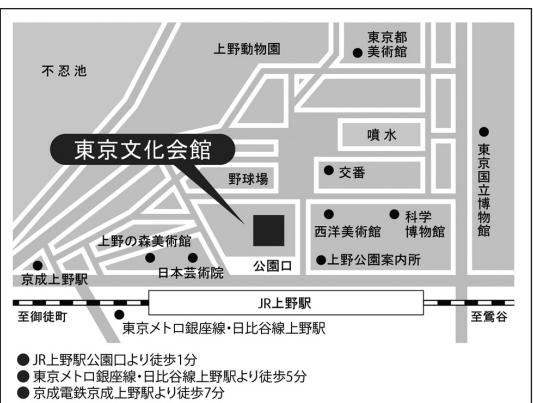 東京都
美術館
上野動物園
不忍池
噴水
東京文化会館
東京国立博物館
交番
野球場
西洋美術館
科学
博物館
上野の森美術館
日本芸術院
公園口
上野公園案内所
京成上野駅
JR上野駅
至御徒町
至鶯谷
東京メトロ銀座線・日比谷線上野駅
●JR上野駅公園口より徒歩1分
●東京メトロ銀座線・日比谷線上野駅より徒歩5分
●京成電鉄京成上野駅より徒歩7分